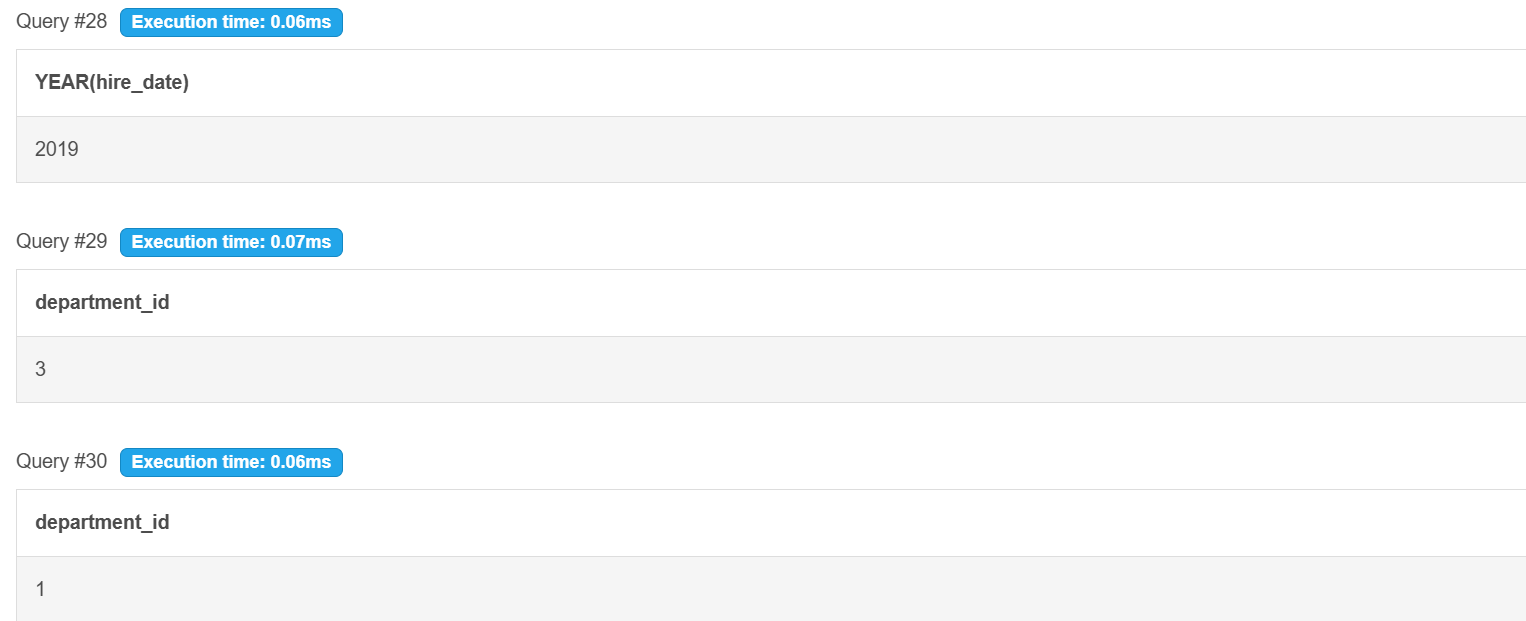 Query #28 Execution time: 0.06ms
YEAR(hire_date)
2019
Query #29 Execution time: 0.07ms
department_id
3
Query #30 Execution time: 0.06ms
department_id
1